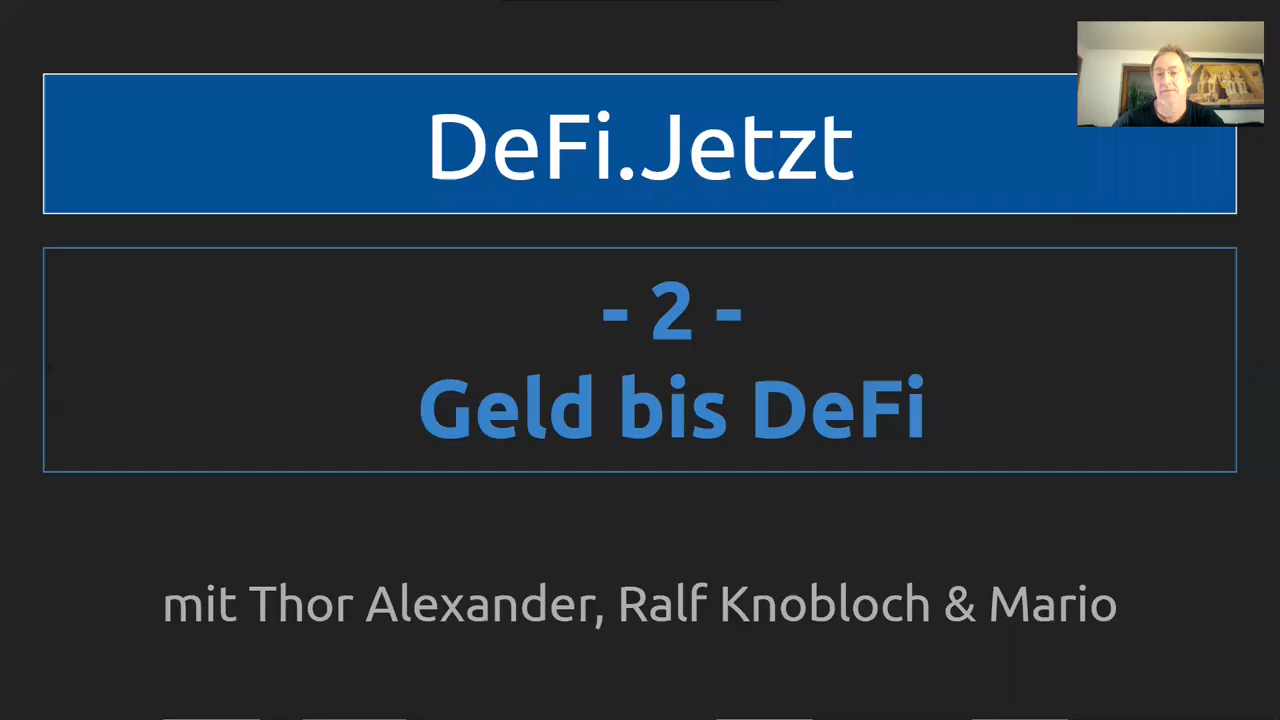 DeFi.Jetzt
- 2 -
Geld bis DeFi
mit Thor Alexander, Ralf Knobloch & Mario